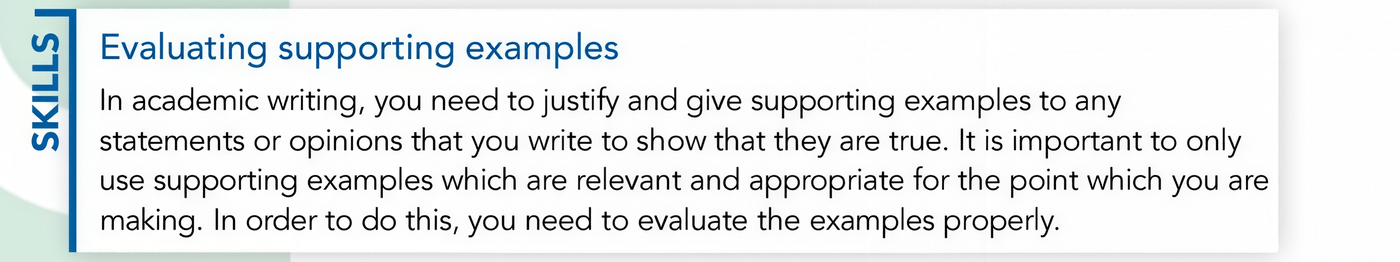 SKILLS
Evaluating supporting examples
In academic writing, you need to justify and give supporting examples to any
statements or opinions that you write to show that they are true. It is important to only
use supporting examples which are relevant and appropriate for the point which you are
making. In order to do this, you need to evaluate the examples properly.